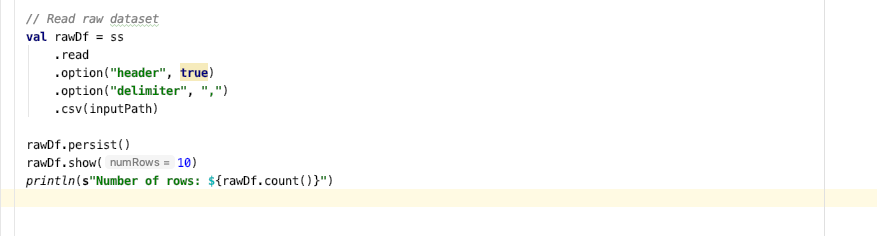 // Read raw dataset
val rawDf = ss
.read
.option("header", true)
.option("delimiter", ",")
.csv(inputPath)
rawDf.persist()
rawDf.show( numRows = 10)
println(s"Number of rows: ${rawDf.count()}")